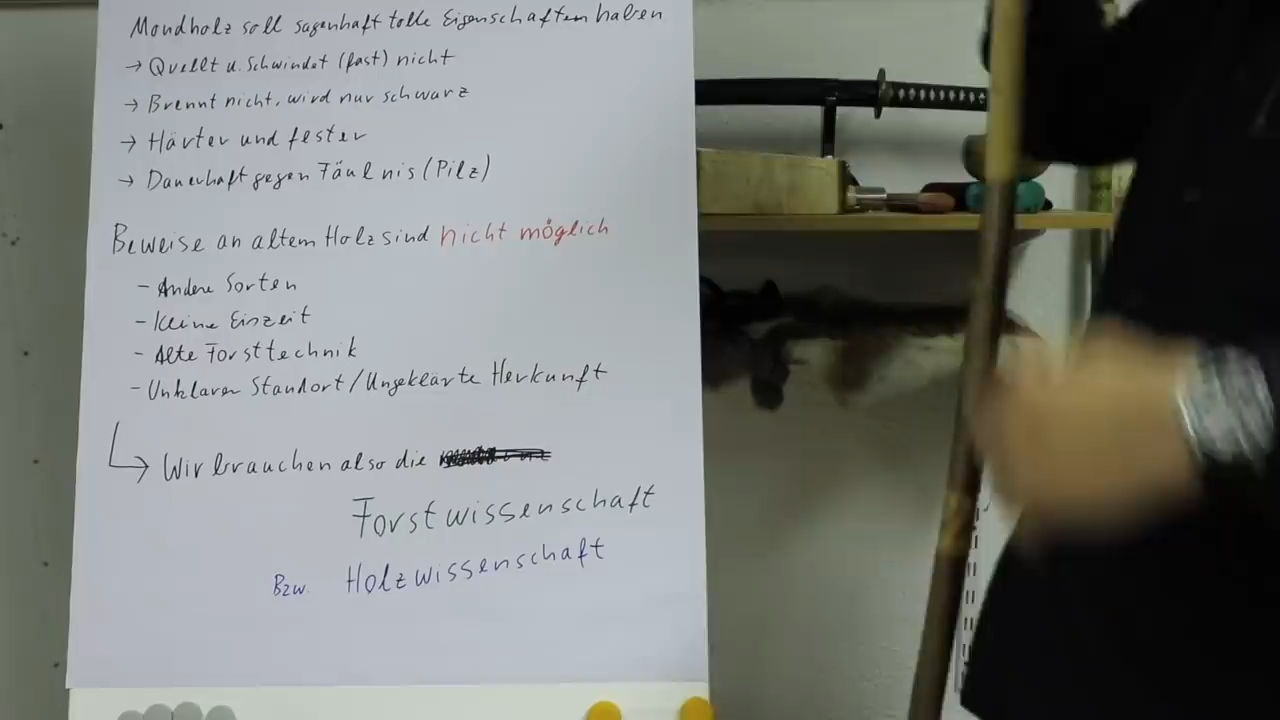 Mondholz soll sagenhaft tolle Eigenschaften haben
→ Quellt u. Schwindet (fast) nicht
→ Brennt nicht, wird nur schwarz
→ Härter und fester
→ Dauerhaft gegen Fäulnis (Pilz)
Beweise an altem Holz sind nicht möglich
- Andere Sorten
- Keine Eiszeit
- Alte Forsttechnik
- Unklarer Standort/Ungeklärte Herkunft
Wir brauchen also die
Forstwissenschaft
Bzw. Holzwissenschaft